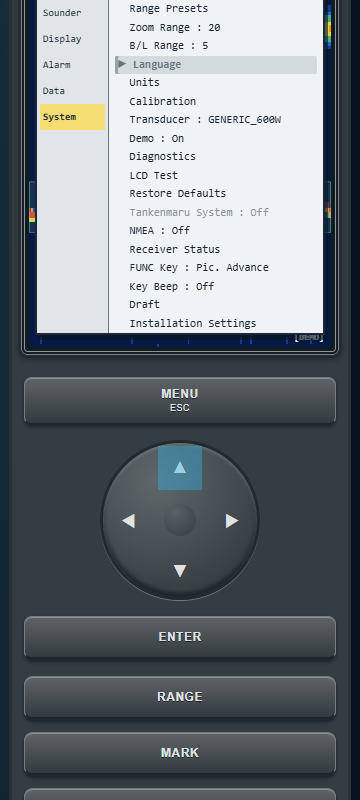 Sounder
Display
Alarm
Data
System
Range Presets
Zoom Range : 20
B/L Range : 5
Language
Units
Calibration
Transducer : GENERIC_600W
Demo : On
Diagnostics
LCD Test
Restore Defaults
Tankenmaru System : Off
NMEA : Off
Receiver Status
FUNC Key : Pic. Advance
Key Beep : Off
Draft
Installation Settings
[DEMO]
MENU
ESC
ENTER
RANGE
MARK